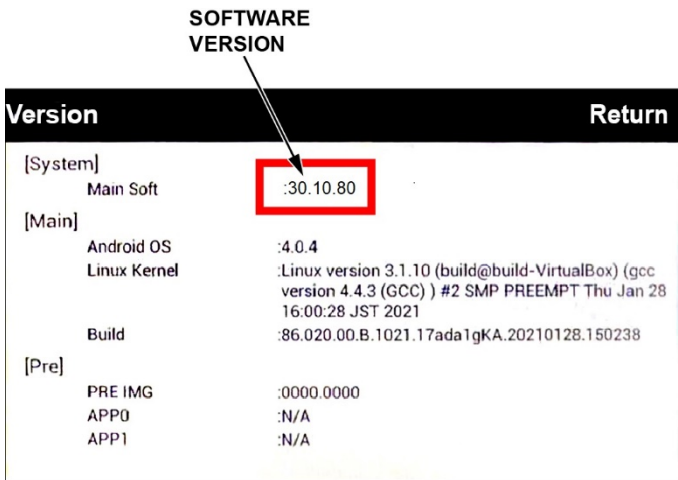 SOFTWARE
VERSION
Version Return
[System]
Main Soft :30.10.80
[Main]
Android OS :4.0.4
Linux Kernel :Linux version 3.1.10 (build@build-VirtualBox) (gcc
version 4.4.3 (GCC) ) #2 SMP PREEMPT Thu Jan 28
16:00:28 JST 2021
Build :86.020.00.B.1021.17ada1gKA.20210128.150238
[Pre]
PRE IMG :0000.0000
APP0 :N/A
APP1 :N/A